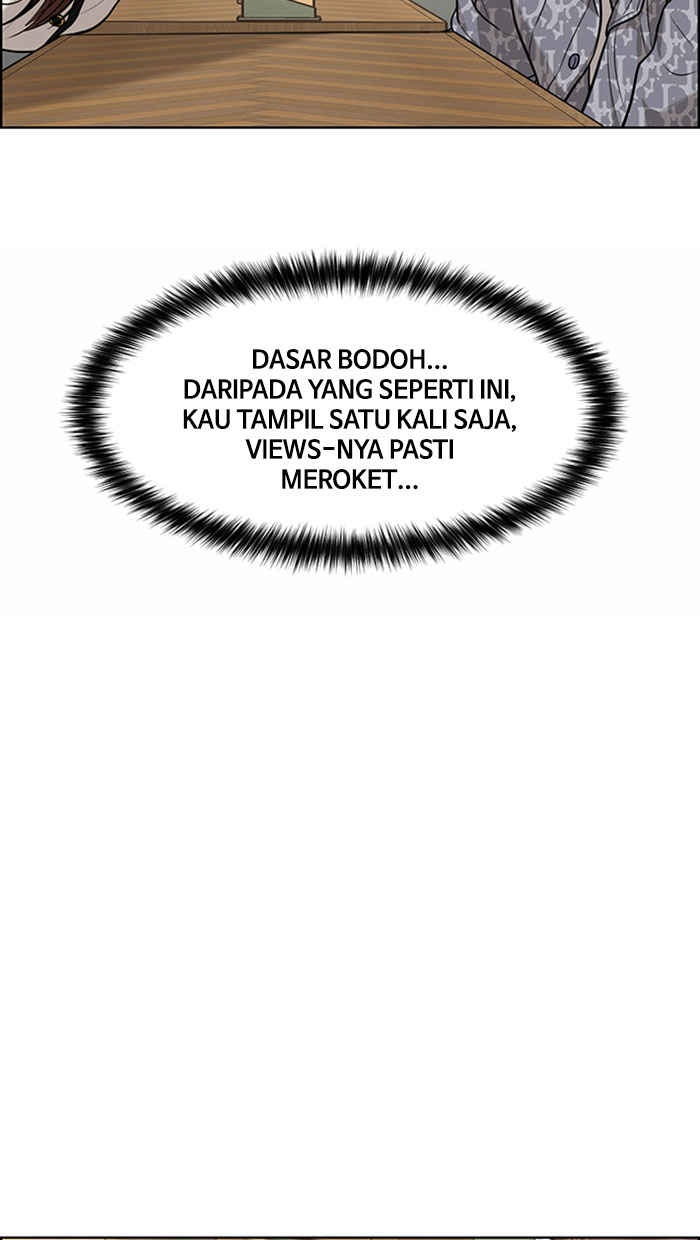 DASAR BODOH...
DARIPADA YANG SEPERTI INI,
KAU TAMPIL SATU KALI SAJA,
VIEWS-NYA PASTI
MEROKET...